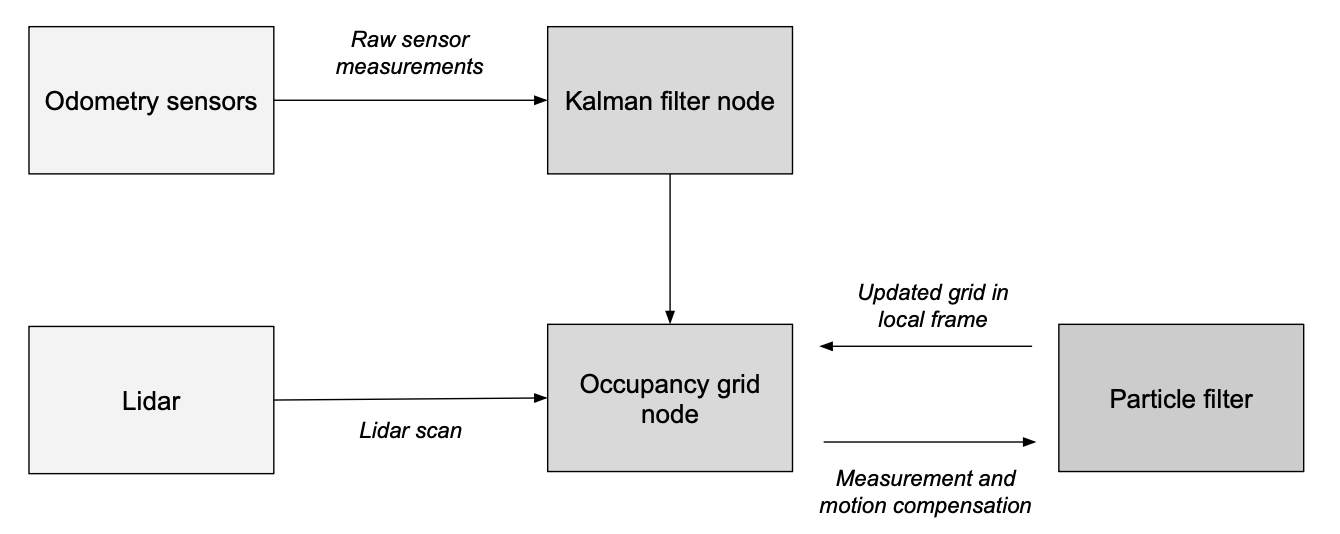 Raw sensor
measurements
Odometry sensors
Kalman filter node
Updated grid in
local frame
Lidar
Lidar scan
Occupancy grid
node
Particle filter
Measurement and
motion compensation